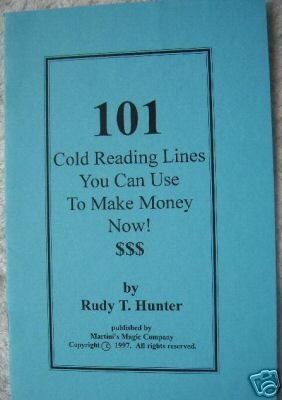 101
Cold Reading Lines
You Can Use
To Make Money
Now!
$$$
by
Rudy T. Hunter
published by
Martini's Magic Company
Copyright © 1997. All rights reserved.